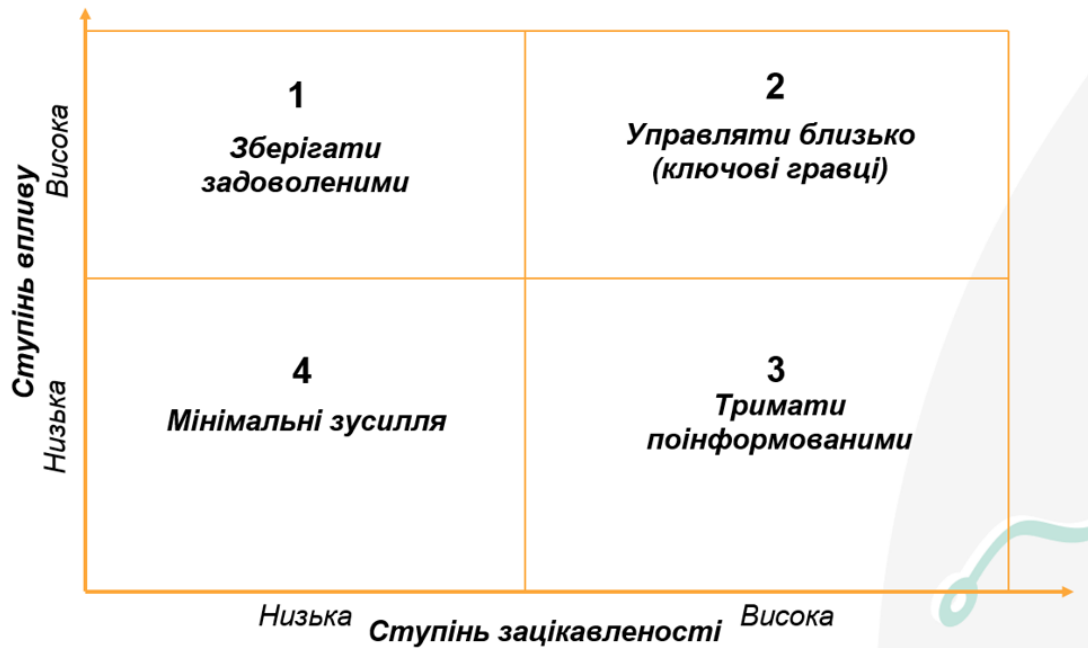 1
Зберігати
задоволеними
2
Управляти близько
(ключові гравці)
4
Мінімальні зусилля
3
Тримати
поінформованими
Ступінь впливу
Висока
Низька
Низька
Ступінь зацікавленості
Висока